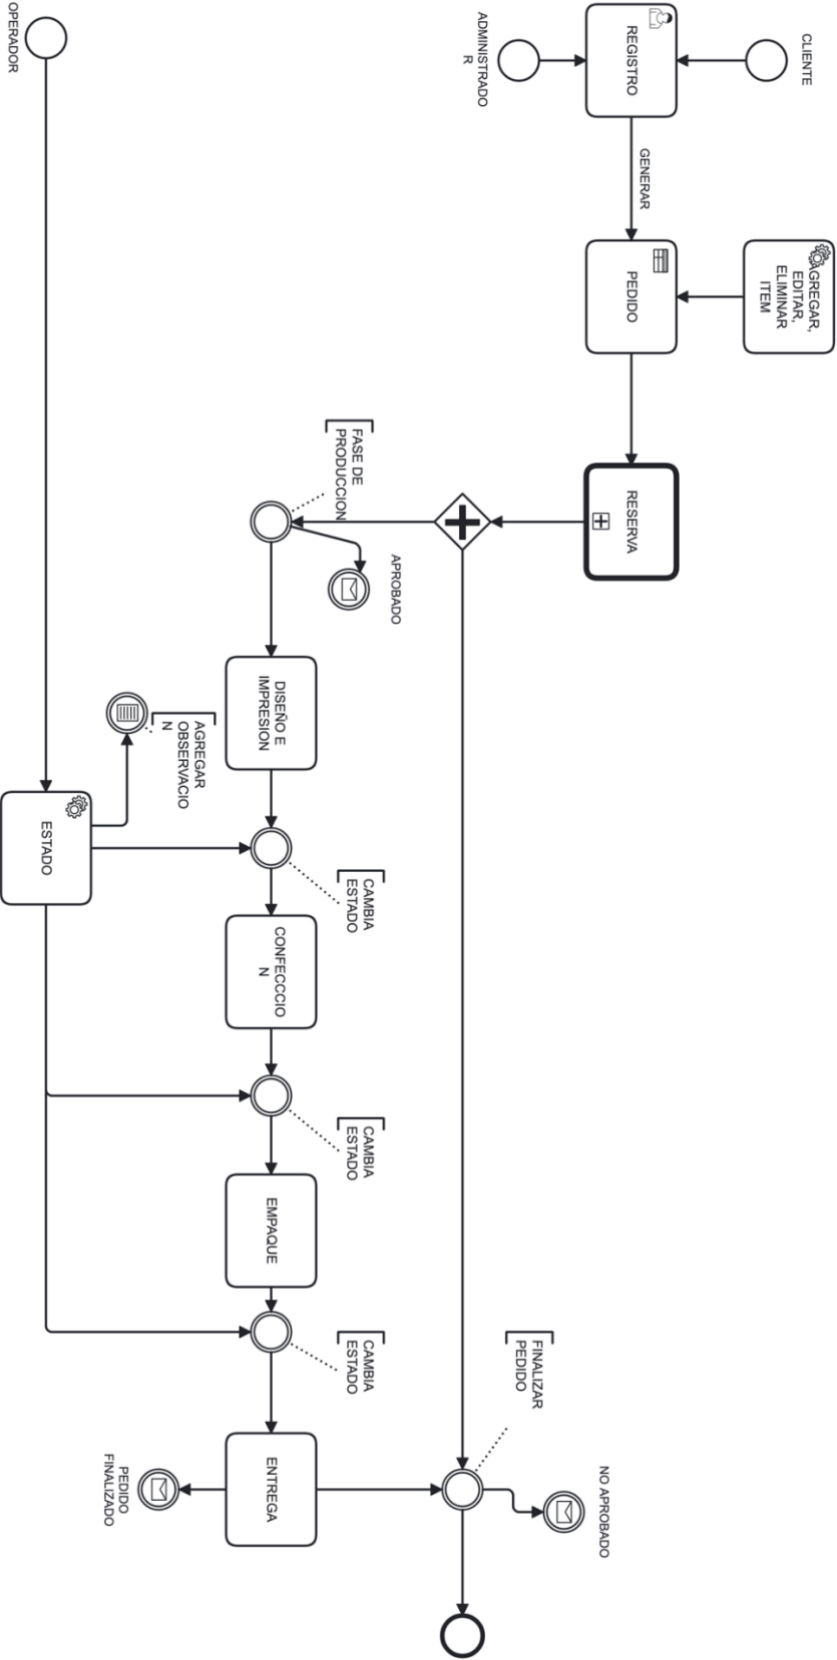 CLIENTE
REGISTRO
ADMINISTRADO
R
GENERAR
AGREGAR,
EDITAR,
ELIMINAR
ITEM
PEDIDO
RESERVA
FASE DE
PRODUCCION
APROBADO
DISEÑO E
IMPRESION
CAMBIA
ESTADO
CONFECCCIO
N
CAMBIA
ESTADO
EMPAQUE
CAMBIA
ESTADO
ENTREGA
FINALIZAR
PEDIDO
NO APROBADO
PEDIDO
FINALIZADO
AGREGAR
OBSERVACIO
N
OPERADOR
ESTADO